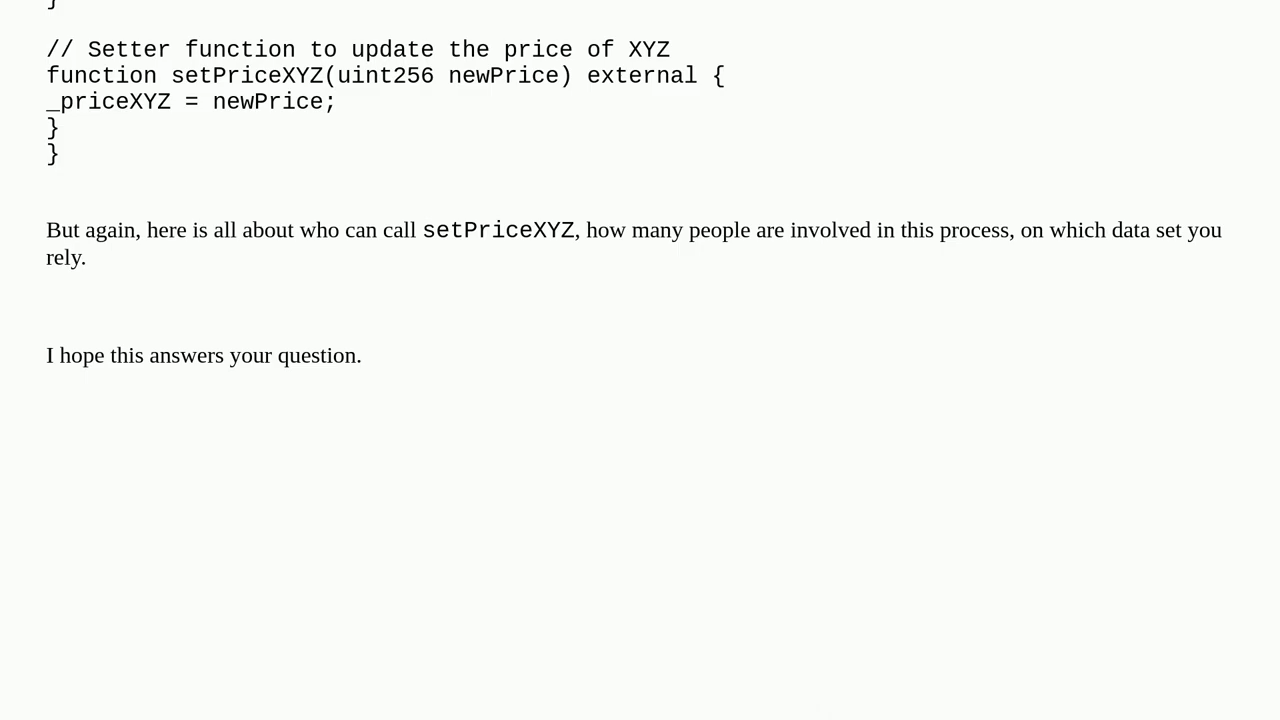 }
// Setter function to update the price of XYZ
function setPriceXYZ(uint256 newPrice) external {
_priceXYZ = newPrice;
}
}
But again, here is all about who can call setPriceXYZ, how many people are involved in this process, on which data set you
rely.
I hope this answers your question.